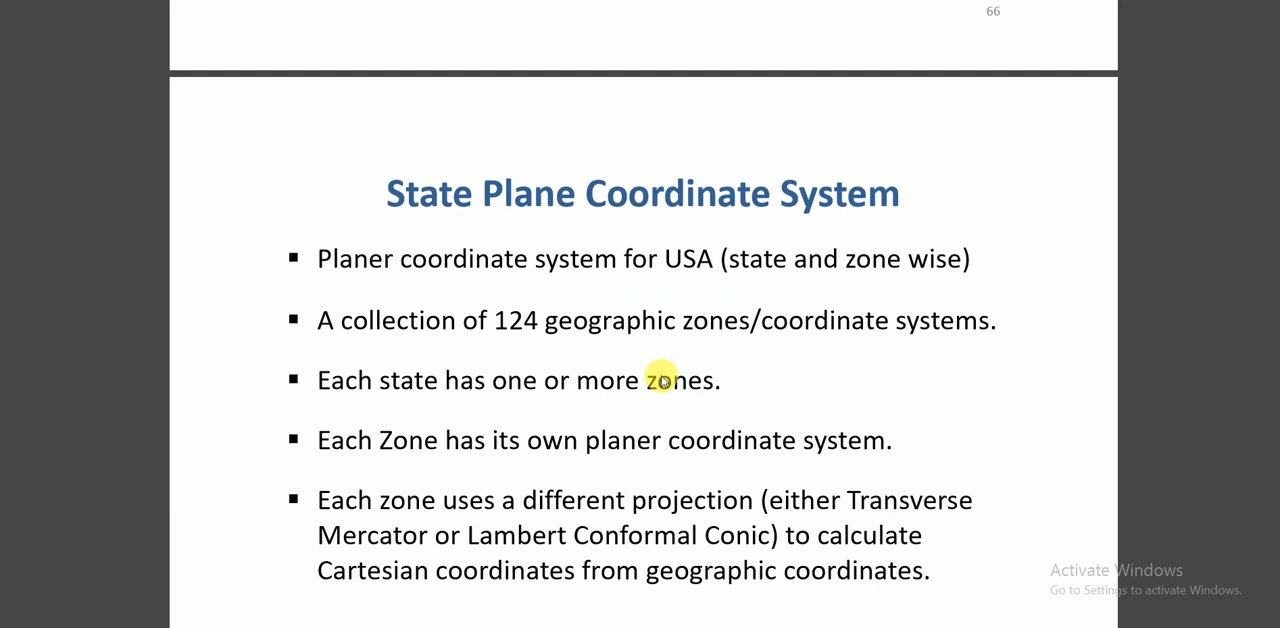 66
State Plane Coordinate System
▪ Planer coordinate system for USA (state and zone wise)
▪ A collection of 124 geographic zones/coordinate systems.
▪ Each state has one or more zones.
▪ Each Zone has its own planer coordinate system.
▪ Each zone uses a different projection (either Transverse
Mercator or Lambert Conformal Conic) to calculate
Cartesian coordinates from geographic coordinates.
Activate Windows
Go to Settings to activate Windows.